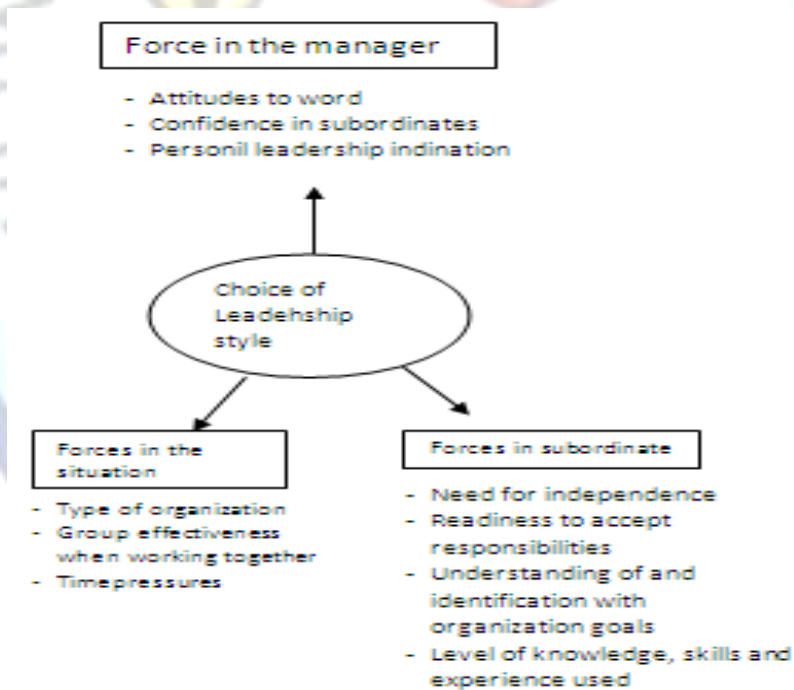 Force in the manager
- Attitudes to word
- Confidence in subordinates
- Personil leadership indination
Choice of
Leadehship
style
Forces in the
situation
- Type of organization
- Group effectiveness
when working together
- Timepressures
Forces in subordinate
- Need for independence
- Readiness to accept
responsibilities
- Understanding of and
identification with
organization goals
- Level of knowledge, skills and
experience used